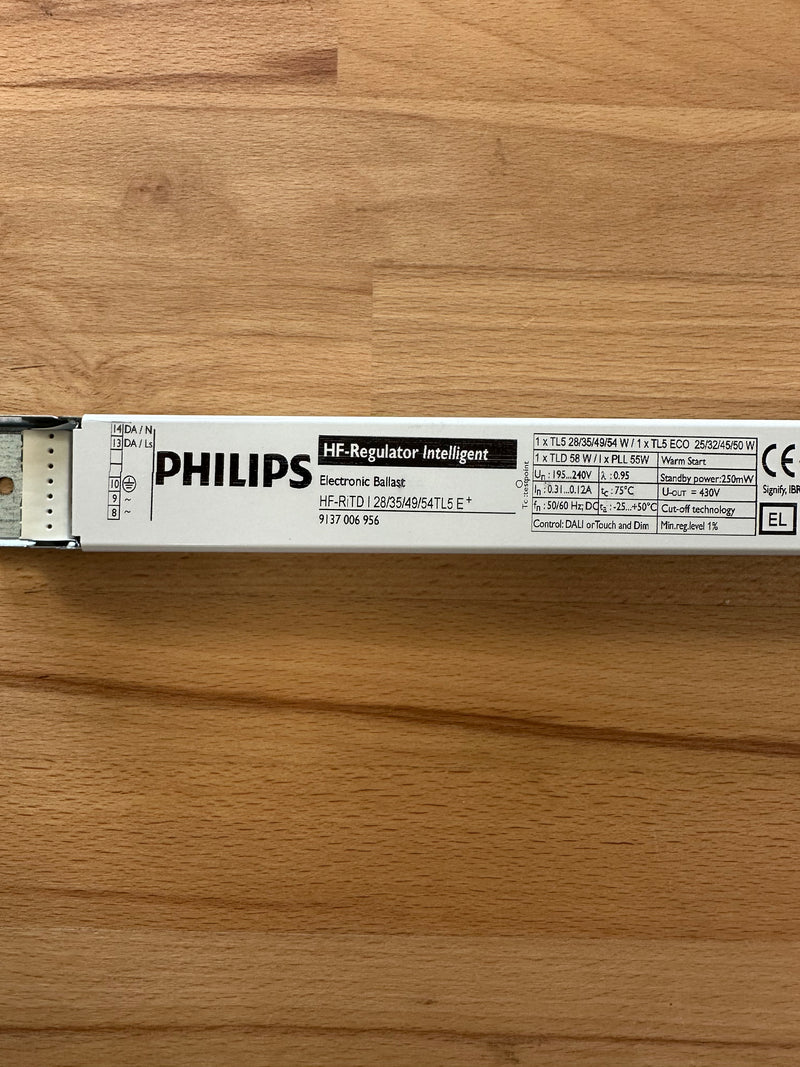 14 DA / N
13 DA / Ls
10
9 ~
8 ~
PHILIPS
HF-Regulator Intelligent
Electronic Ballast
HF-RiTD 1 28/35/49/54TL5 E+
9137 006 956
Tc :testpoint
1 x TL5 28/35/49/54 W / 1 x TL5 ECO 25/32/45/50 W
1 x TLD 58 W / 1 x PLL 55W Warm Start
Un : 195...240V λ : 0.95 Standby power:250mW
In : 0.31...0.12A tc : 75°C U-OUT = 430V
fn : 50/60 Hz; DC ta : -25...+50°C Cut-off technology
Control: DALI or Touch and Dim Min.reg.level 1%
CE
Signify, IBR
EL